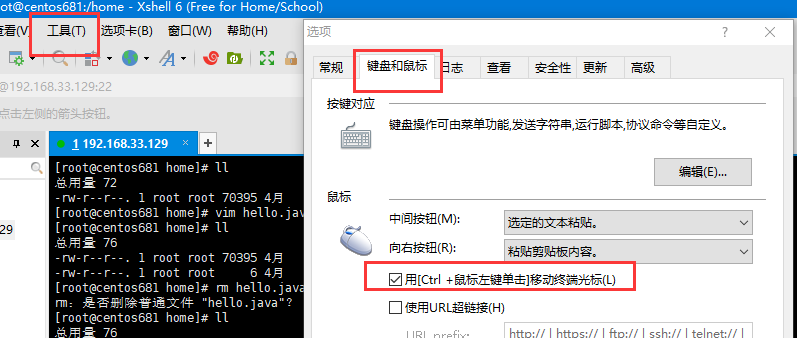 oot@centos681:/home - Xshell 6 (Free for Home/School)
查看(V) 工具(T) 选项卡(B) 窗口(W) 帮助(H)
@192.168.33.129:22
点击左侧的箭头按钮。
1 192.168.33.129
[root@centos681 home]# ll
总用量 72
-rw-r--r--. 1 root root 70395 4月
[root@centos681 home]# vim hello.jav
[root@centos681 home]# ll
29
总用量 76
-rw-r--r--. 1 root root 70395 4月
-rw-r--r--. 1 root root 6 4月
[root@centos681 home]# rm hello.java
rm：是否删除普通文件 "hello.java"？
[root@centos681 home]# ll
总用量 76
选项
常规 键盘和鼠标 日志 查看 安全性 更新 高级
按键对应
键盘操作可由菜单功能,发送字符串,运行脚本,协议命令等自定义。
编辑(E)...
鼠标
中间按钮(M): 选定的文本粘贴。
向右按钮(R): 粘贴剪贴板内容。
用[Ctrl +鼠标左键单击]移动终端光标(L)
使用URL超链接(H)
URL prefix: http:// | https:// | ftp:// | ssh:// | telnet:// |